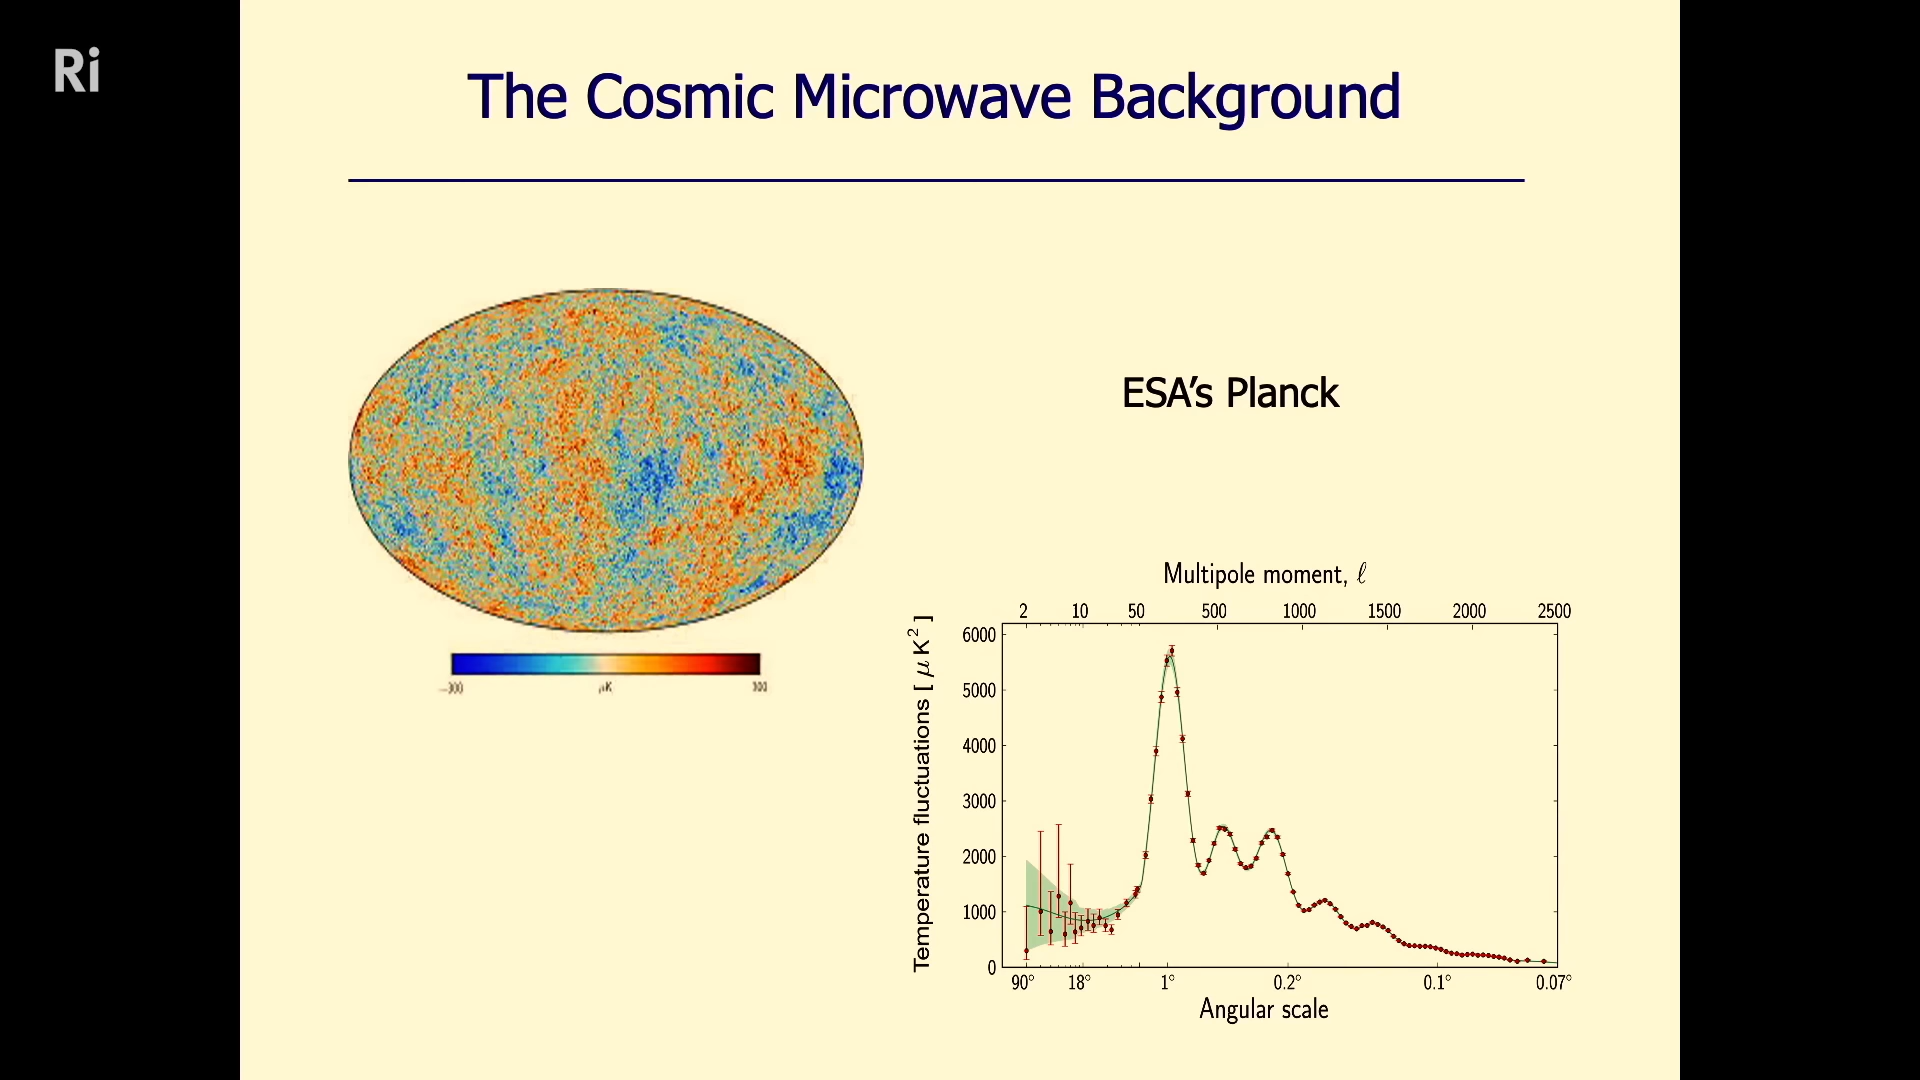 Ri
The Cosmic Microwave Background
ESA's Planck
−300 μK 300
Multipole moment, ℓ
2 10 50 500 1000 1500 2000 2500
Temperature fluctuations [ μ K² ]
6000
5000
4000
3000
2000
1000
0
90° 18° 1° 0.2° 0.1° 0.07°
Angular scale